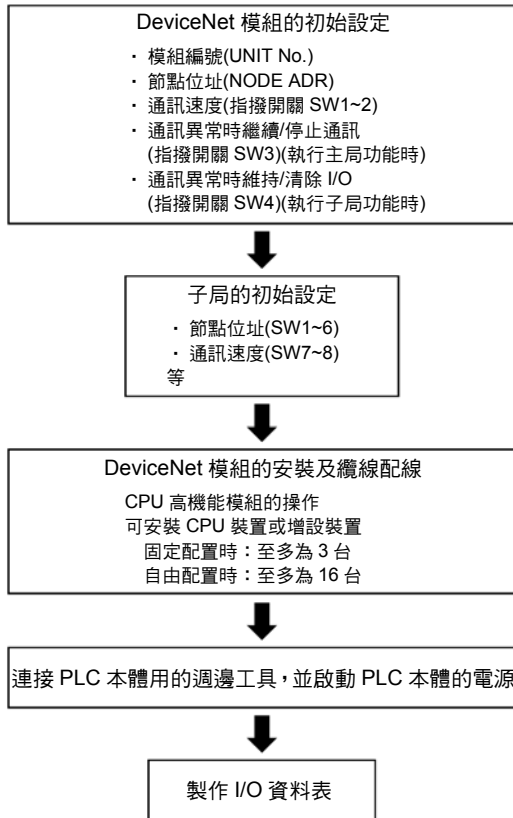 DeviceNet 模組的初始設定
· 模組編號(UNIT No.)
· 節點位址(NODE ADR)
· 通訊速度(指撥開關 SW1~2)
· 通訊異常時繼續/停止通訊
(指撥開關 SW3)(執行主局功能時)
· 通訊異常時維持/清除 I/O
(指撥開關 SW4)(執行子局功能時)
子局的初始設定
· 節點位址(SW1~6)
· 通訊速度(SW7~8)
等
DeviceNet 模組的安裝及纜線配線
CPU 高機能模組的操作
可安裝 CPU 裝置或增設裝置
固定配置時：至多為 3 台
自由配置時：至多為 16 台
連接 PLC 本體用的週邊工具，並啟動 PLC 本體的電源
製作 I/O 資料表